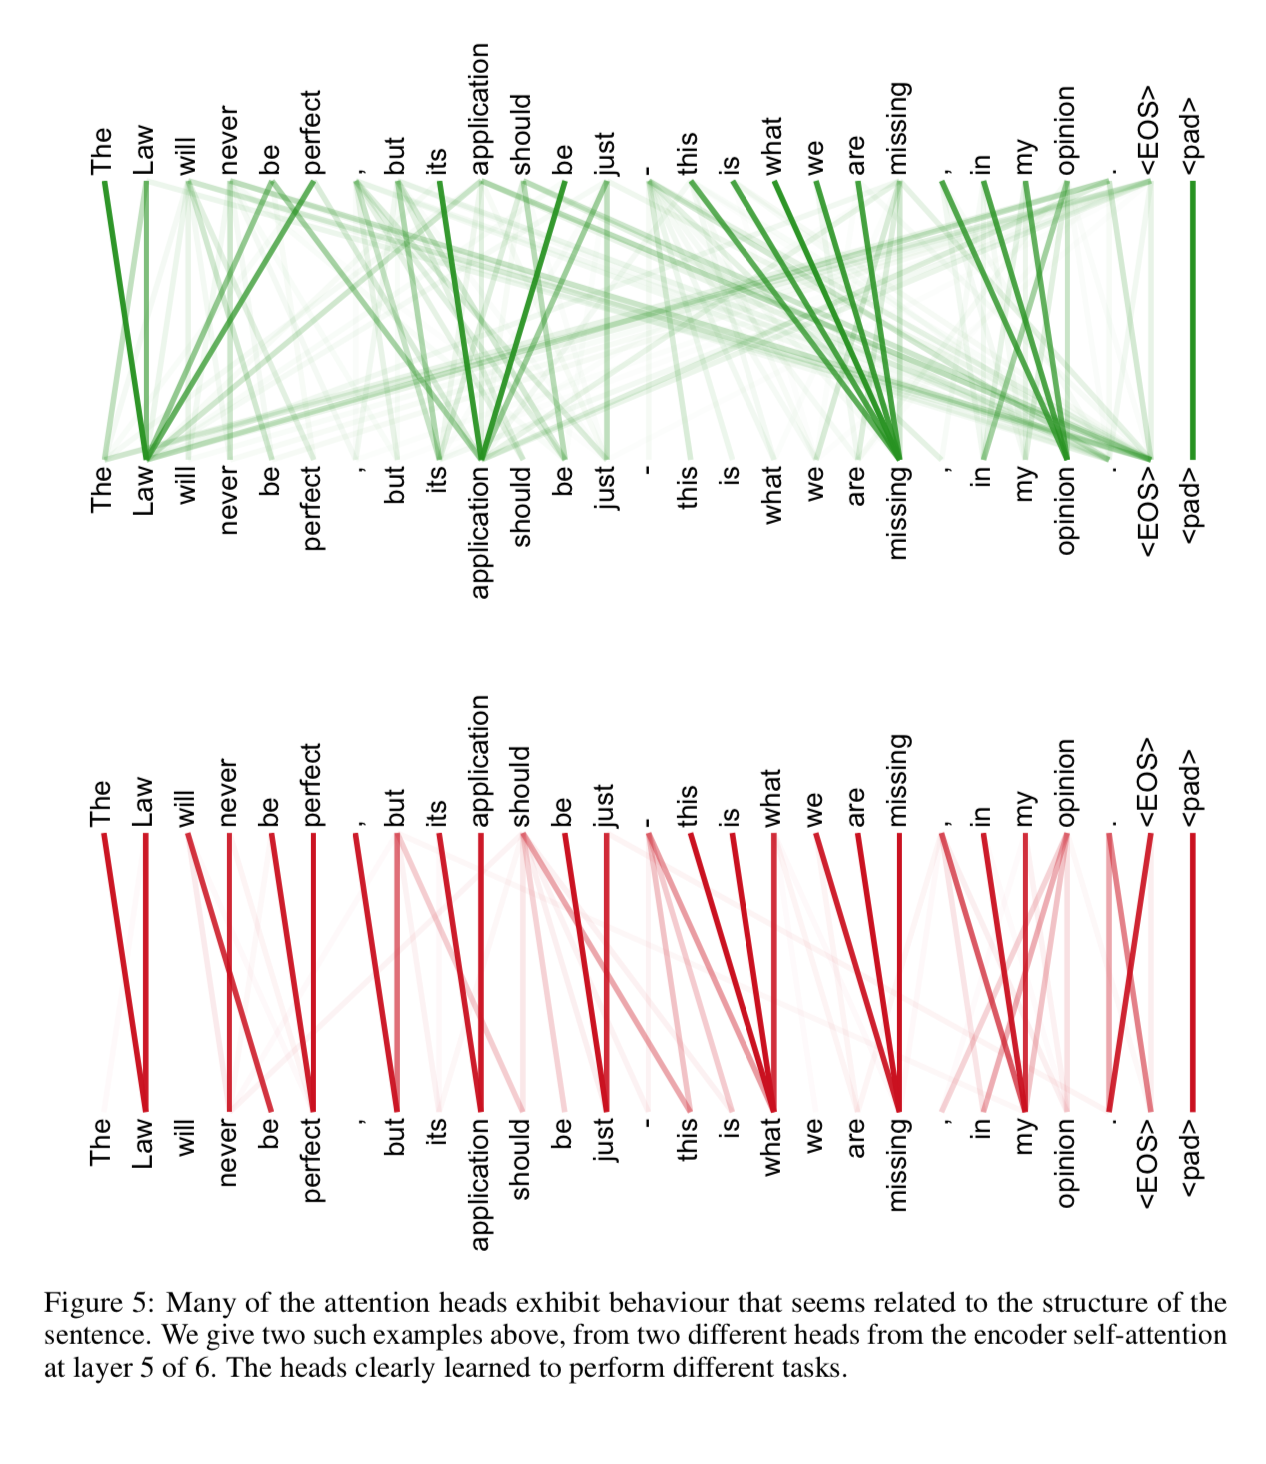 The Law will never be perfect , but its application should be just - this is what we are missing , in my opinion . <EOS> <pad>
The Law will never be perfect , but its application should be just - this is what we are missing , in my opinion . <EOS> <pad>
The Law will never be perfect , but its application should be just - this is what we are missing , in my opinion . <EOS> <pad>
The Law will never be perfect , but its application should be just - this is what we are missing , in my opinion . <EOS> <pad>
Figure 5: Many of the attention heads exhibit behaviour that seems related to the structure of the
sentence. We give two such examples above, from two different heads from the encoder self-attention
at layer 5 of 6. The heads clearly learned to perform different tasks.